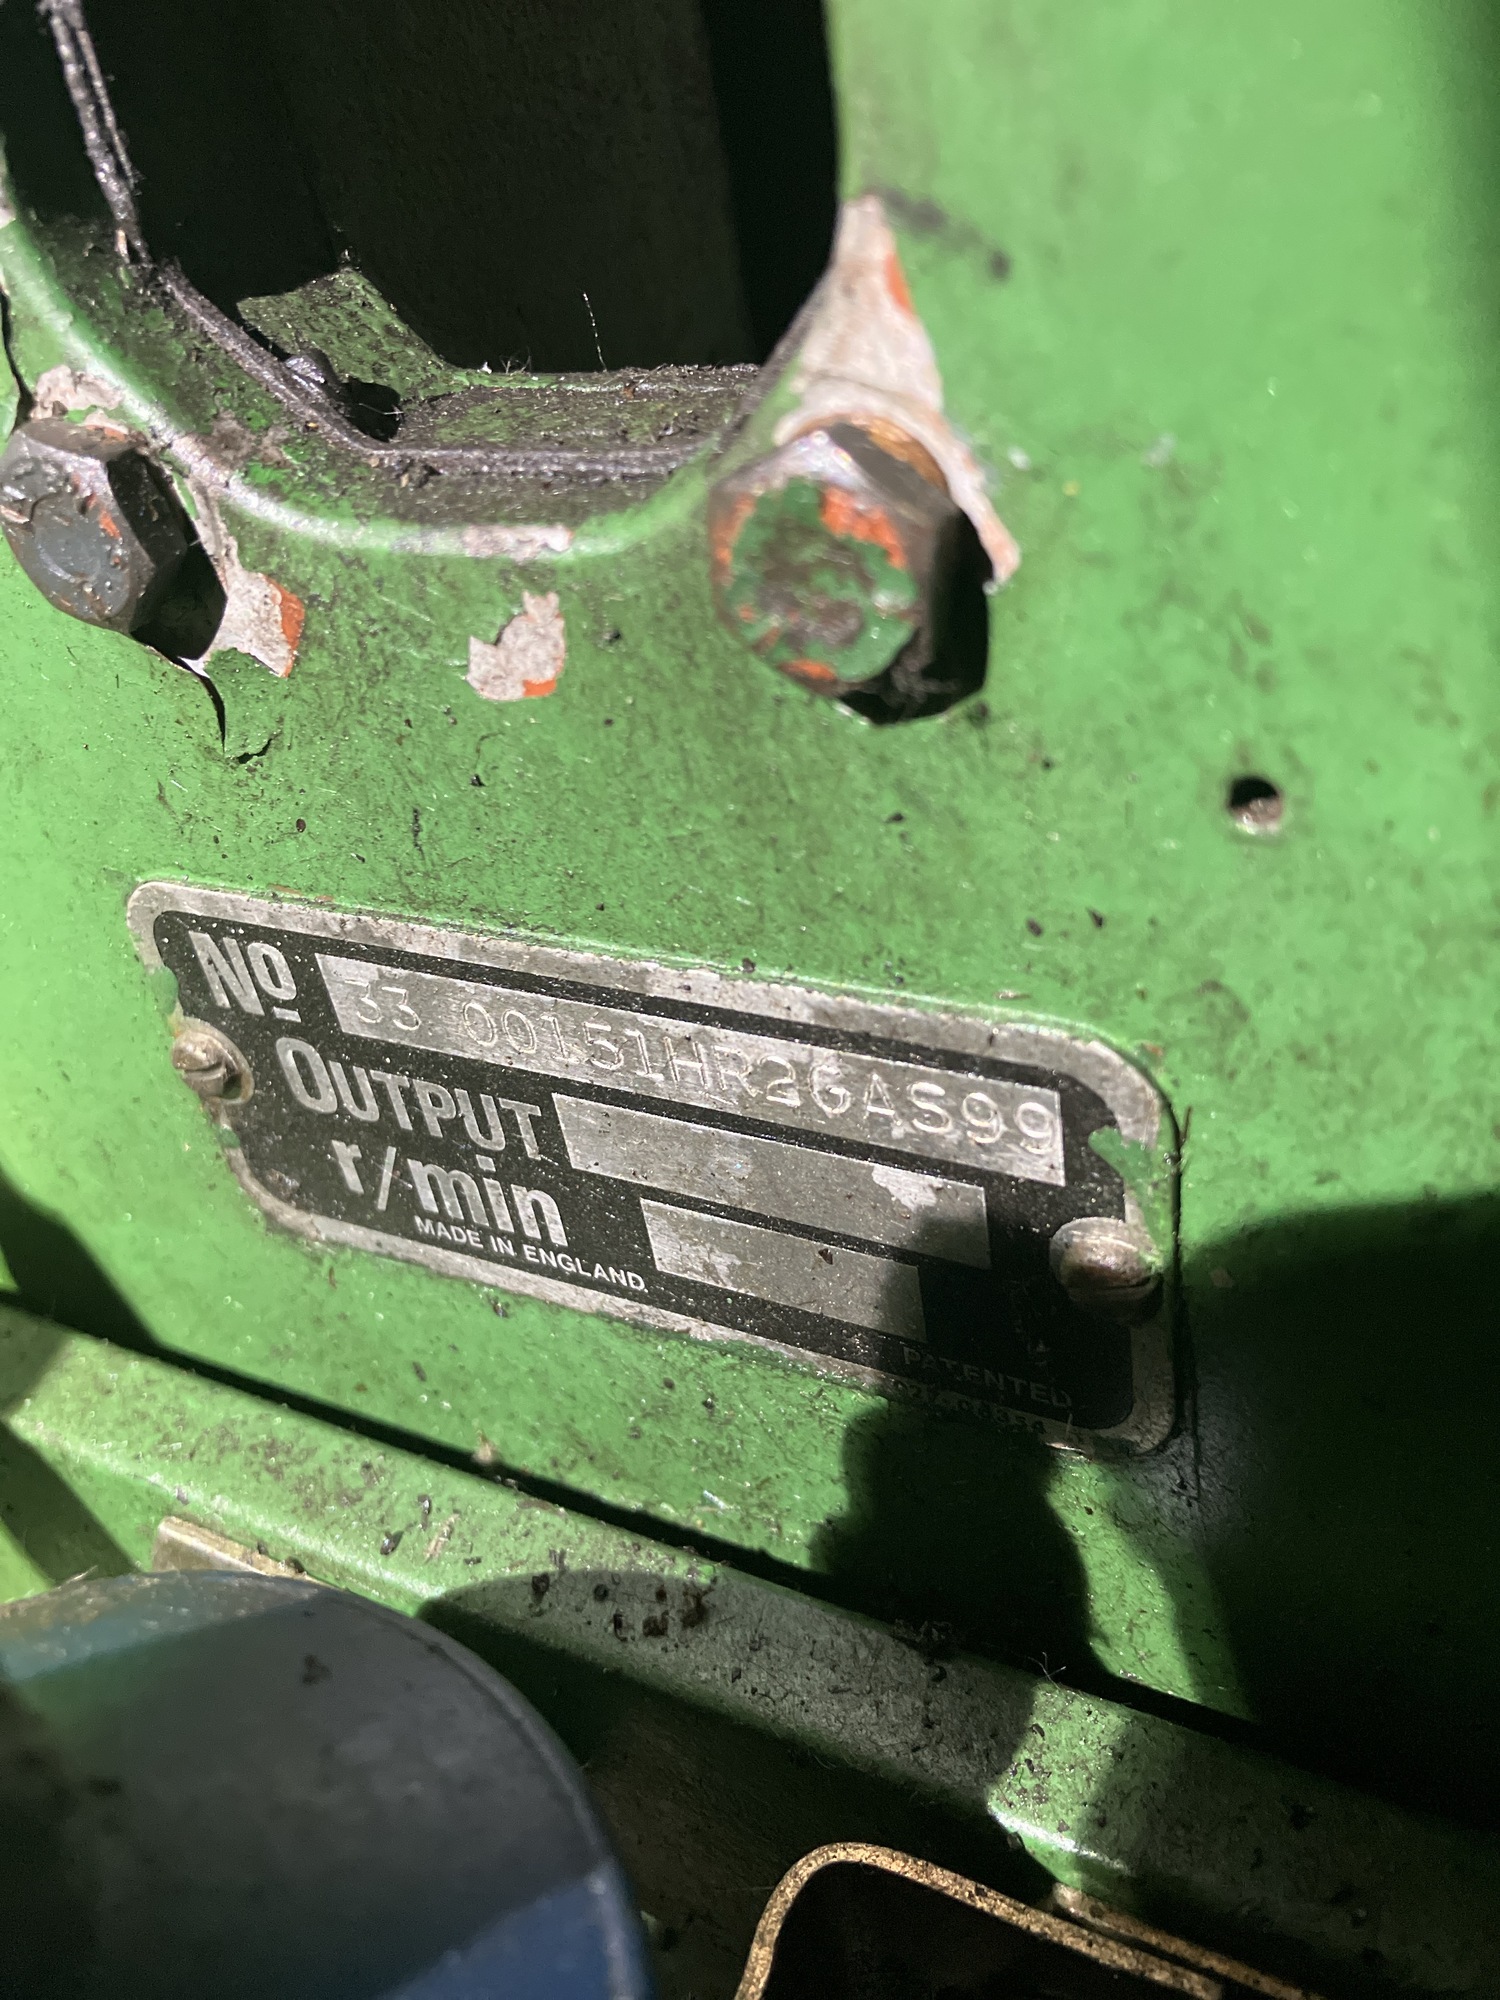 No 33 00151HR26AS99
OUTPUT
r/min
MADE IN ENGLAND
PATENTED